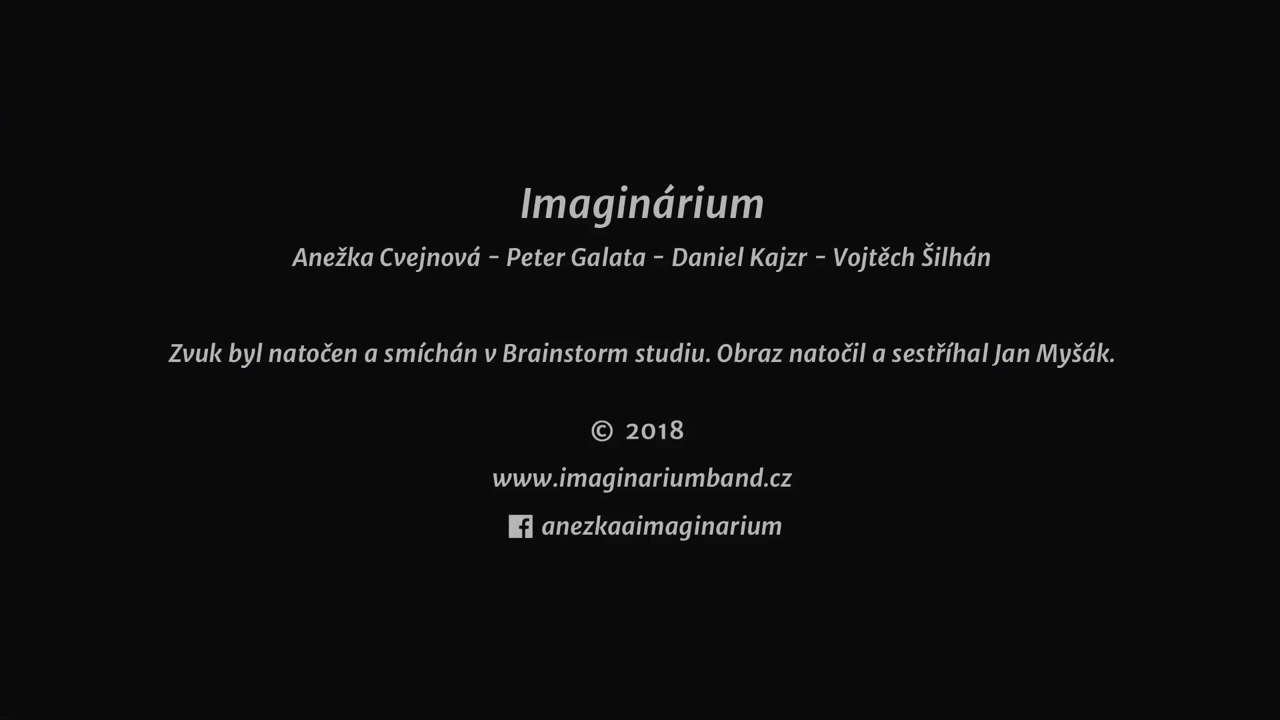 Imaginárium
Anežka Cvejnová - Peter Galata - Daniel Kajzr - Vojtěch Šilhán
Zvuk byl natočen a smíchán v Brainstorm studiu. Obraz natočil a sestříhal Jan Myšák.
© 2018
www.imaginariumband.cz
anezkaaimaginarium